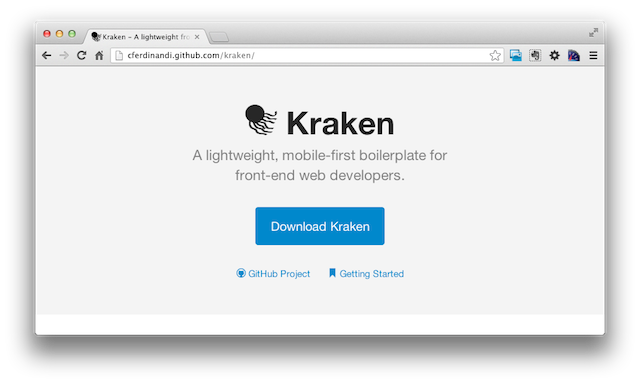 Kraken – A lightweight fro
cferdinandi.github.com/kraken/
Kraken
A lightweight, mobile-first boilerplate for
front-end web developers.
Download Kraken
GitHub Project Getting Started